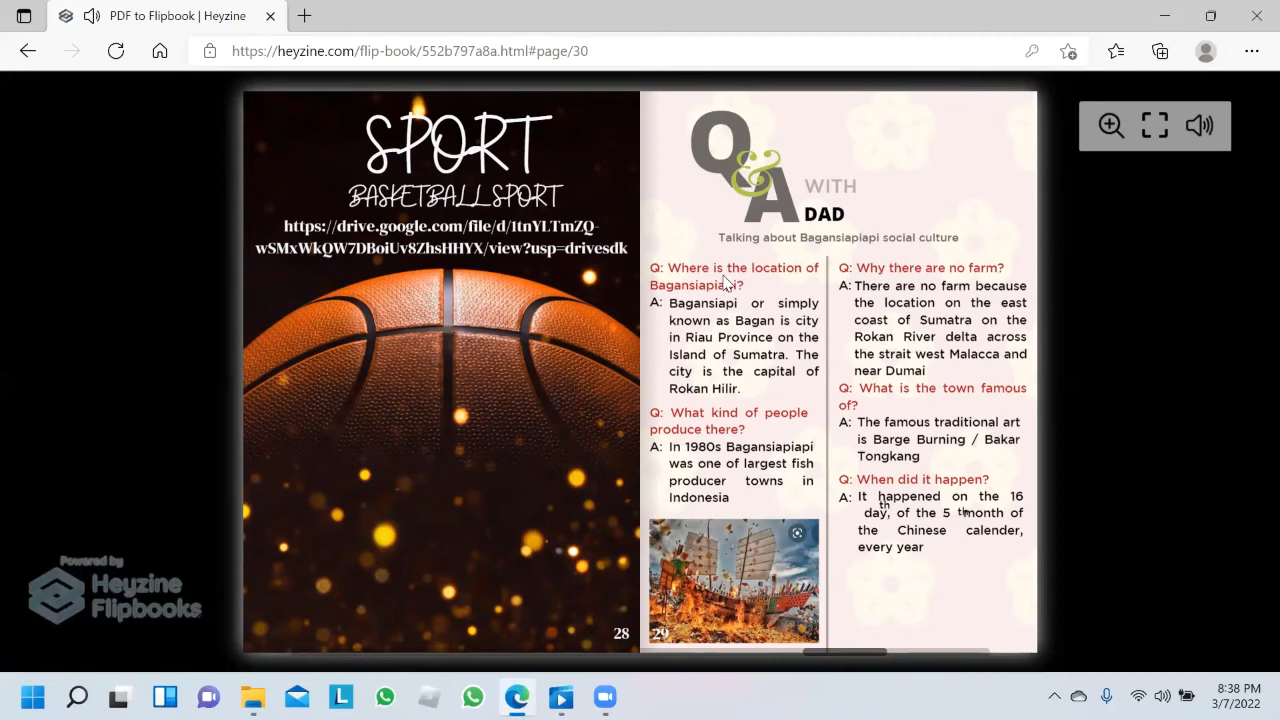 PDF to Flipbook | Heyzine
https://heyzine.com/flip-book/552b797a8a.html#page/30
SPORT
BASKETBALL SPORT
https://drive.google.com/file/d/1tnYLTmZQ-
wSMxWkQW7DBoiUv8ZhsHHYX/view?usp=drivesdk
28
Powered by
Heyzine
Flipbooks
Q & A WITH
DAD
Talking about Bagansiapiapi social culture
Q: Where is the location of
Bagansiapiapi?
A: Bagansiapi or simply
known as Bagan is city
in Riau Province on the
Island of Sumatra. The
city is the capital of
Rokan Hilir.
Q: What kind of people
produce there?
A: In 1980s Bagansiapiapi
was one of largest fish
producer towns in
Indonesia
29
Q: Why there are no farm?
A: There are no farm because
the location on the east
coast of Sumatra on the
Rokan River delta across
the strait west Malacca and
near Dumai
Q: What is the town famous
of?
A: The famous traditional art
is Barge Burning / Bakar
Tongkang
Q: When did it happen?
A: It happened on the 16
th
day, of the 5 th month of
the Chinese calender,
every year
L
8:38 PM
3/7/2022